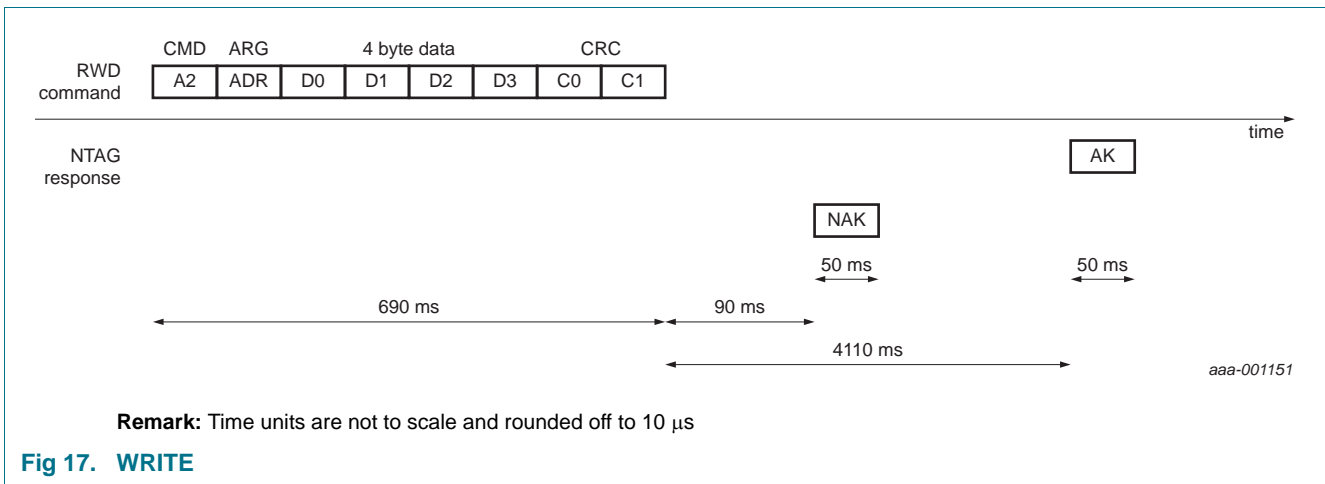 CMD ARG 4 byte data CRC
RWD command
A2 ADR D0 D1 D2 D3 C0 C1
time
NTAG response
AK
NAK
50 ms 50 ms
690 ms 90 ms
4110 ms
aaa-001151
Remark: Time units are not to scale and rounded off to 10 μs
Fig 17. WRITE